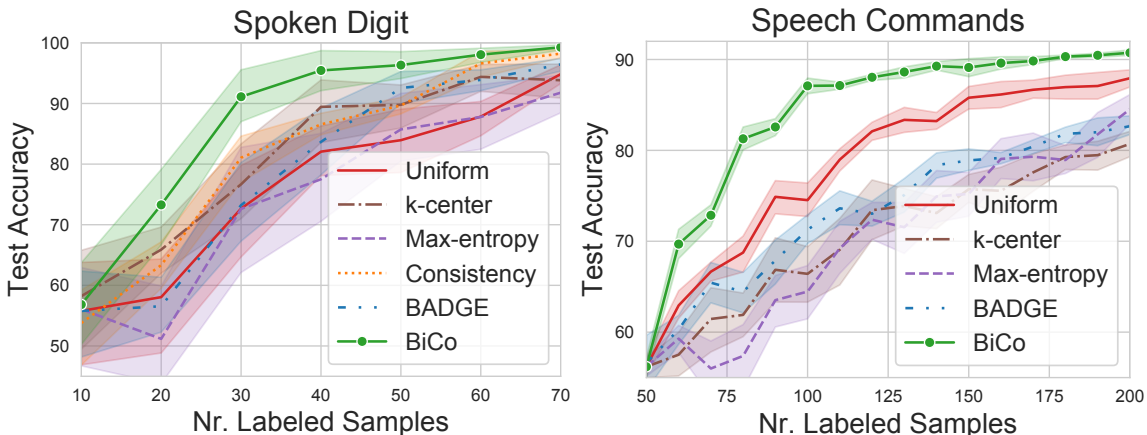 Spoken Digit
100
90
80
70
60
50
Test Accuracy
10 20 30 40 50 60 70
Nr. Labeled Samples
Uniform
k-center
Max-entropy
Consistency
BADGE
BiCo
Speech Commands
90
80
70
60
Test Accuracy
50 75 100 125 150 175 200
Nr. Labeled Samples
Uniform
k-center
Max-entropy
BADGE
BiCo